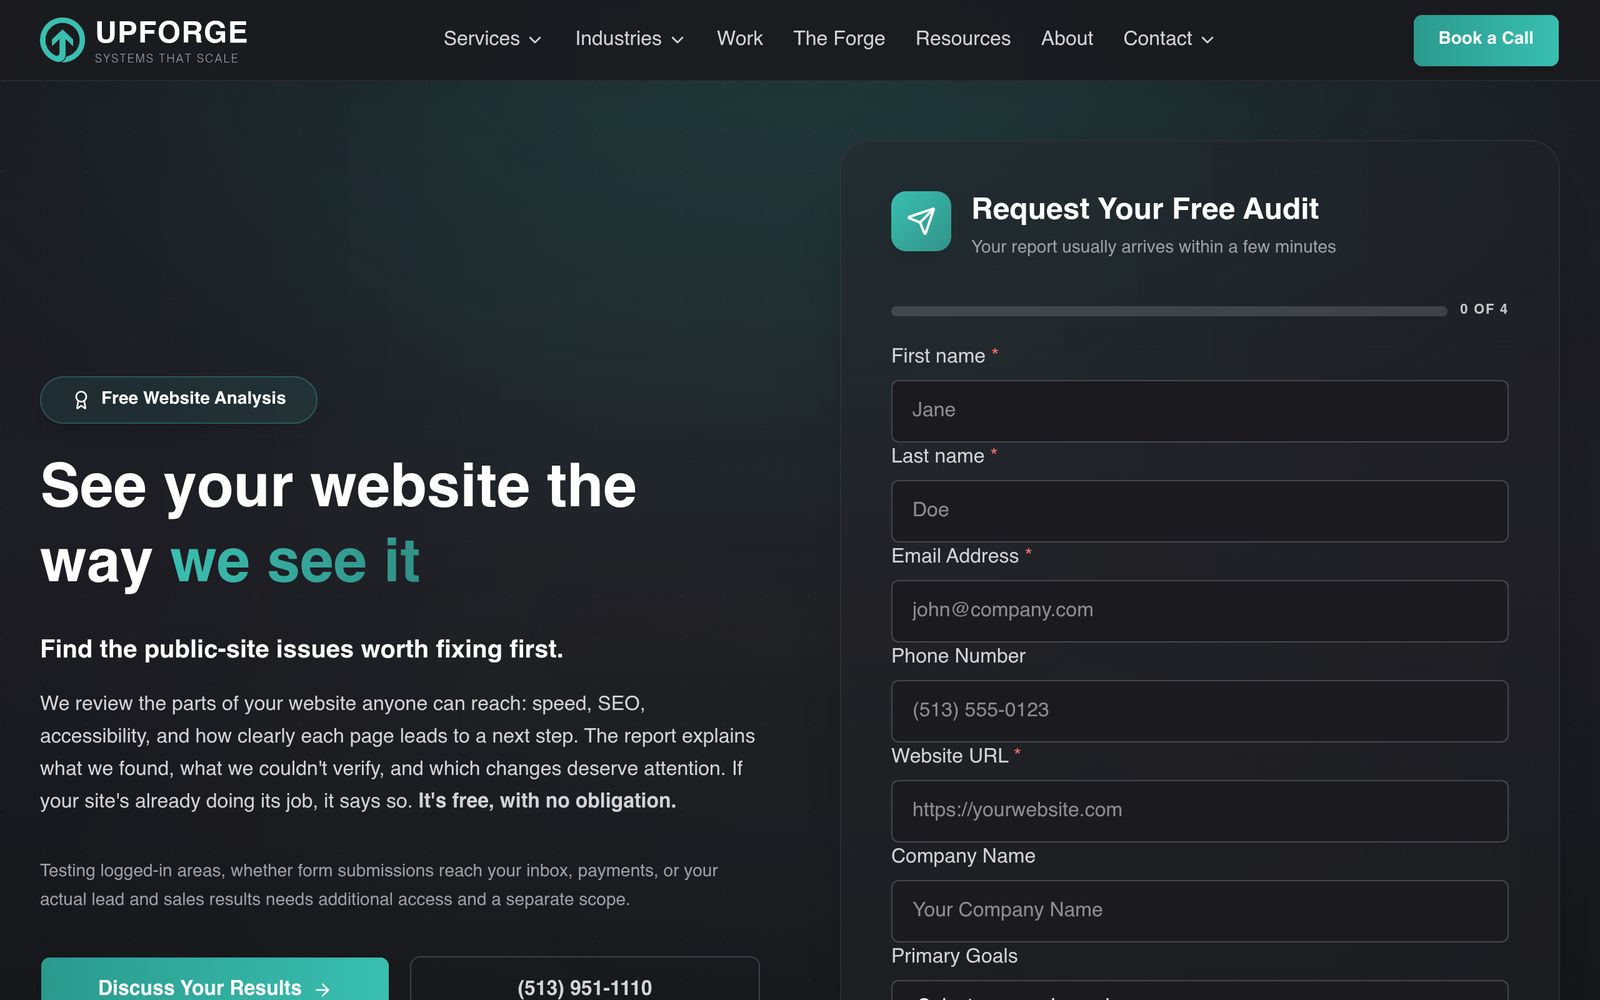 UPFORGE
SYSTEMS THAT SCALE
Services
Industries
Work
The Forge
Resources
About
Contact
Book a Call
Free Website Analysis
See your website the
way we see it
Find the public-site issues worth fixing first.
We review the parts of your website anyone can reach: speed, SEO,
accessibility, and how clearly each page leads to a next step. The report explains
what we found, what we couldn't verify, and which changes deserve attention. If
your site's already doing its job, it says so. It's free, with no obligation.
Testing logged-in areas, whether form submissions reach your inbox, payments, or your
actual lead and sales results needs additional access and a separate scope.
Discuss Your Results →
(513) 951-1110
Request Your Free Audit
Your report usually arrives within a few minutes
0 OF 4
First name *
Jane
Last name *
Doe
Email Address *
john@company.com
Phone Number
(513) 555-0123
Website URL *
https://yourwebsite.com
Company Name
Your Company Name
Primary Goals